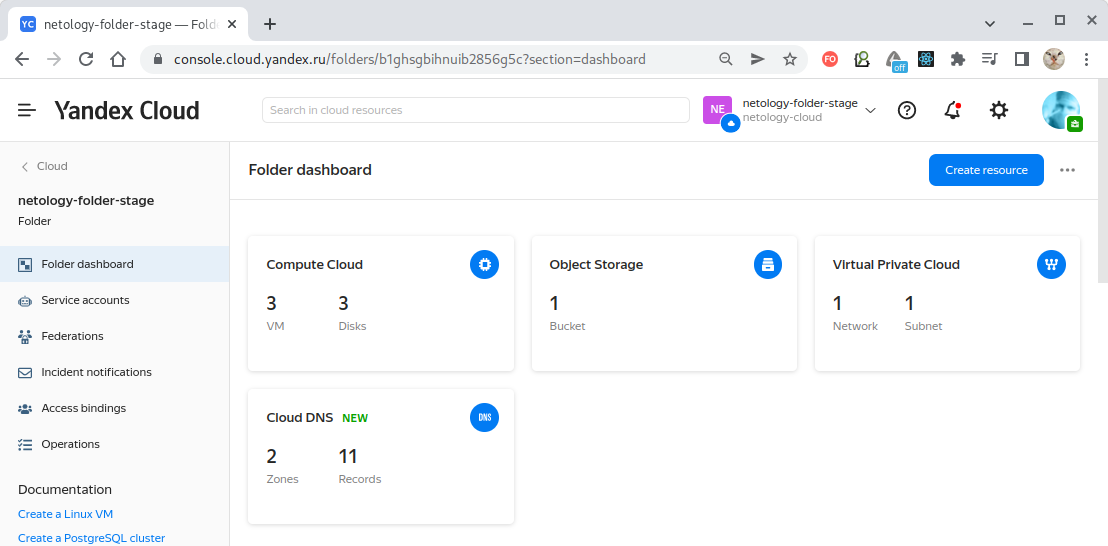 YC netology-folder-stage — Fold
console.cloud.yandex.ru/folders/b1ghsgbihnuib2856g5c?section=dashboard
FO
off
Yandex Cloud
Search in cloud resources
NE
netology-folder-stage
netology-cloud
Cloud
netology-folder-stage
Folder
Folder dashboard
Service accounts
Federations
Incident notifications
Access bindings
Operations
Documentation
Create a Linux VM
Create a PostgreSQL cluster
Folder dashboard
Create resource
Compute Cloud
3 3
VM Disks
Object Storage
1
Bucket
Virtual Private Cloud
1 1
Network Subnet
Cloud DNS NEW
DNS
2 11
Zones Records